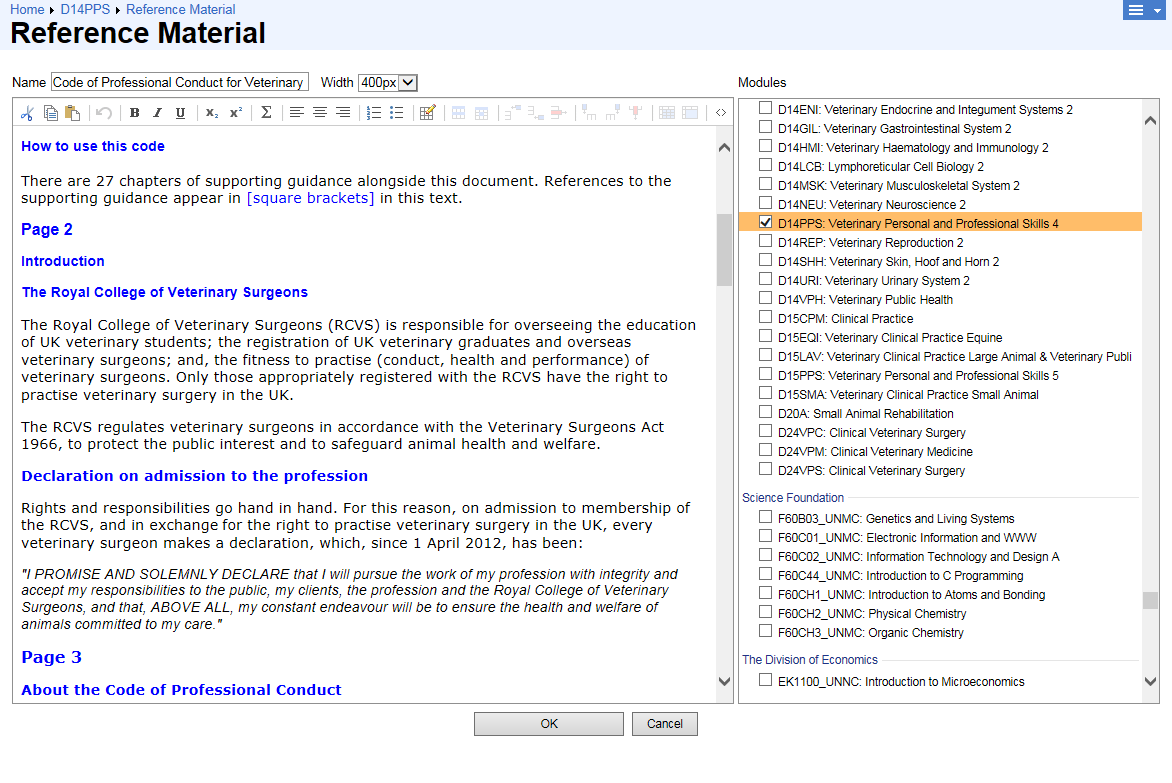 Home D14PPS Reference Material
Reference Material
Name Code of Professional Conduct for Veterinary Width 400px
Modules
B I U x₂ x² Σ <>
How to use this code
There are 27 chapters of supporting guidance alongside this document. References to the
supporting guidance appear in [square brackets] in this text.
Page 2
Introduction
The Royal College of Veterinary Surgeons
The Royal College of Veterinary Surgeons (RCVS) is responsible for overseeing the education
of UK veterinary students; the registration of UK veterinary graduates and overseas
veterinary surgeons; and, the fitness to practise (conduct, health and performance) of
veterinary surgeons. Only those appropriately registered with the RCVS have the right to
practise veterinary surgery in the UK.
The RCVS regulates veterinary surgeons in accordance with the Veterinary Surgeons Act
1966, to protect the public interest and to safeguard animal health and welfare.
Declaration on admission to the profession
Rights and responsibilities go hand in hand. For this reason, on admission to membership of
the RCVS, and in exchange for the right to practise veterinary surgery in the UK, every
veterinary surgeon makes a declaration, which, since 1 April 2012, has been:
"I PROMISE AND SOLEMNLY DECLARE that I will pursue the work of my profession with integrity and
accept my responsibilities to the public, my clients, the profession and the Royal College of Veterinary
Surgeons, and that, ABOVE ALL, my constant endeavour will be to ensure the health and welfare of
animals committed to my care."
Page 3
About the Code of Professional Conduct
D14ENI: Veterinary Endocrine and Integument Systems 2
D14GIL: Veterinary Gastrointestinal System 2
D14HMI: Veterinary Haematology and Immunology 2
D14LCB: Lymphoreticular Cell Biology 2
D14MSK: Veterinary Musculoskeletal System 2
D14NEU: Veterinary Neuroscience 2
D14PPS: Veterinary Personal and Professional Skills 4
D14REP: Veterinary Reproduction 2
D14SHH: Veterinary Skin, Hoof and Horn 2
D14URI: Veterinary Urinary System 2
D14VPH: Veterinary Public Health
D15CPM: Clinical Practice
D15EQI: Veterinary Clinical Practice Equine
D15LAV: Veterinary Clinical Practice Large Animal & Veterinary Publi
D15PPS: Veterinary Personal and Professional Skills 5
D15SMA: Veterinary Clinical Practice Small Animal
D20A: Small Animal Rehabilitation
D24VPC: Clinical Veterinary Surgery
D24VPM: Clinical Veterinary Medicine
D24VPS: Clinical Veterinary Surgery
Science Foundation
F60B03_UNMC: Genetics and Living Systems
F60C01_UNMC: Electronic Information and WWW
F60C02_UNMC: Information Technology and Design A
F60C44_UNMC: Introduction to C Programming
F60CH1_UNMC: Introduction to Atoms and Bonding
F60CH2_UNMC: Physical Chemistry
F60CH3_UNMC: Organic Chemistry
The Division of Economics
EK1100_UNNC: Introduction to Microeconomics
OK Cancel